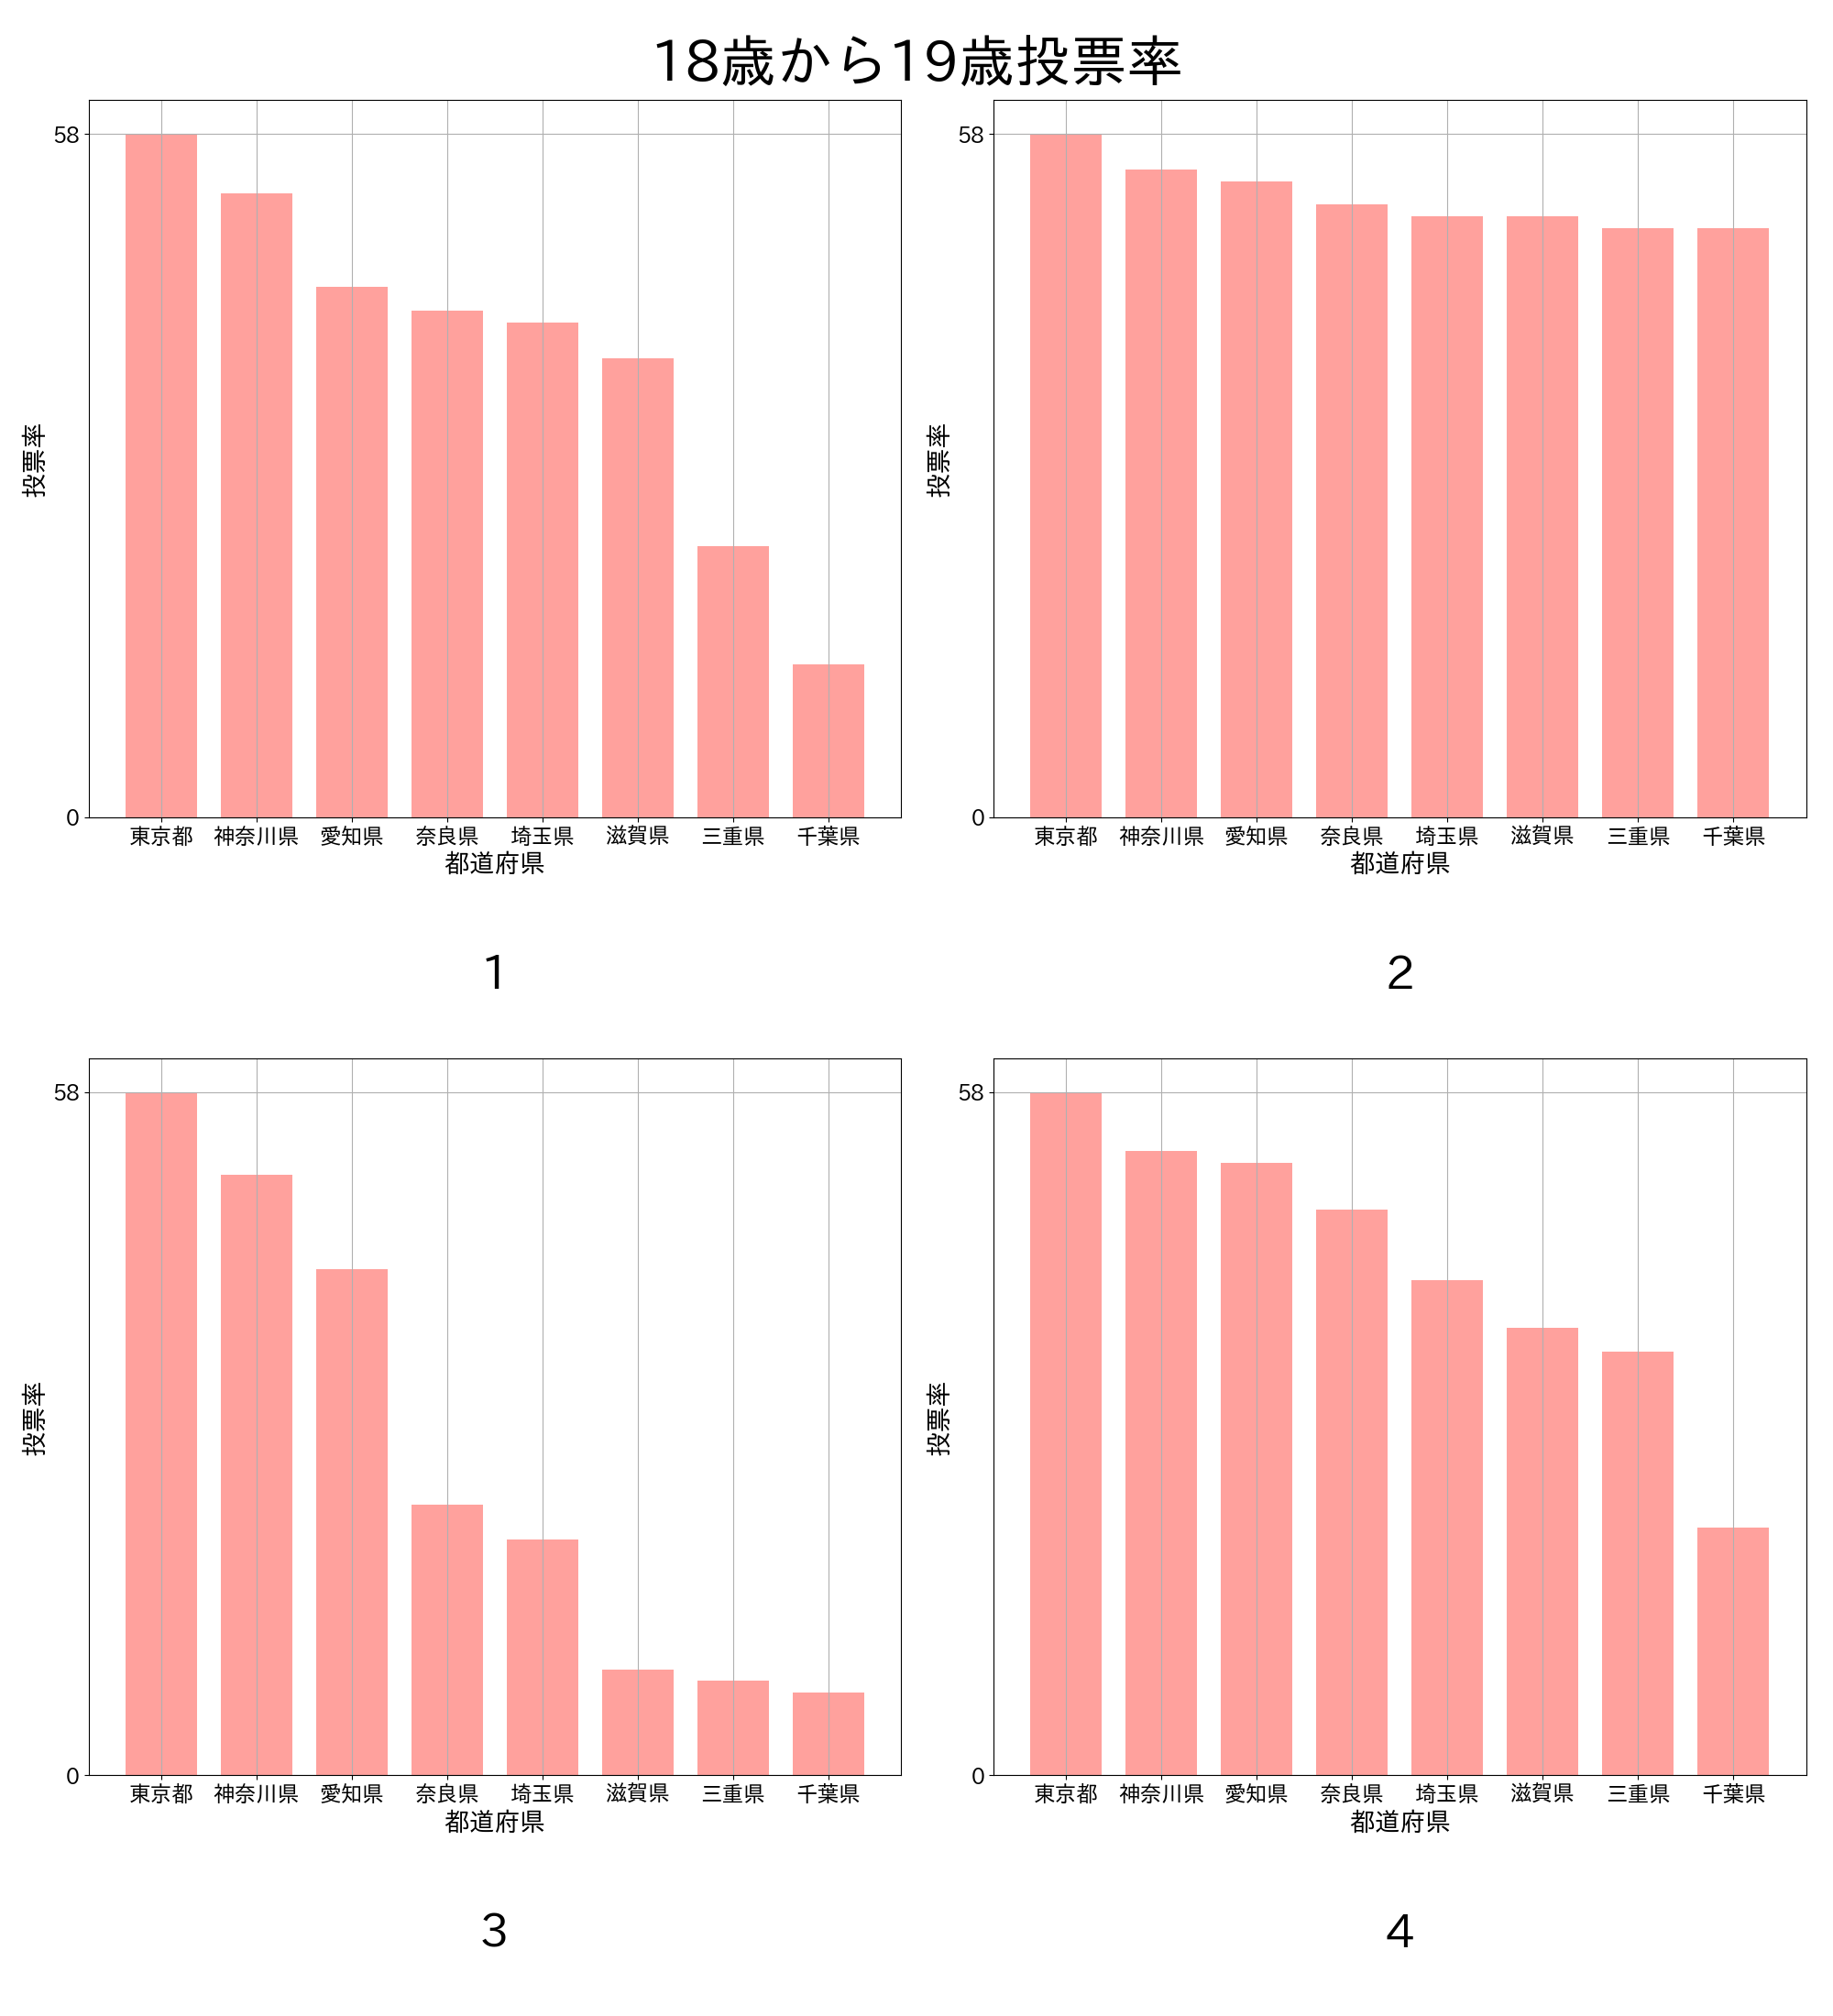 18歳から19歳投票率
58
0
投票率
東京都 神奈川県 愛知県 奈良県 埼玉県 滋賀県 三重県 千葉県
都道府県
1
58
0
投票率
東京都 神奈川県 愛知県 奈良県 埼玉県 滋賀県 三重県 千葉県
都道府県
2
58
0
投票率
東京都 神奈川県 愛知県 奈良県 埼玉県 滋賀県 三重県 千葉県
都道府県
3
58
0
投票率
東京都 神奈川県 愛知県 奈良県 埼玉県 滋賀県 三重県 千葉県
都道府県
4